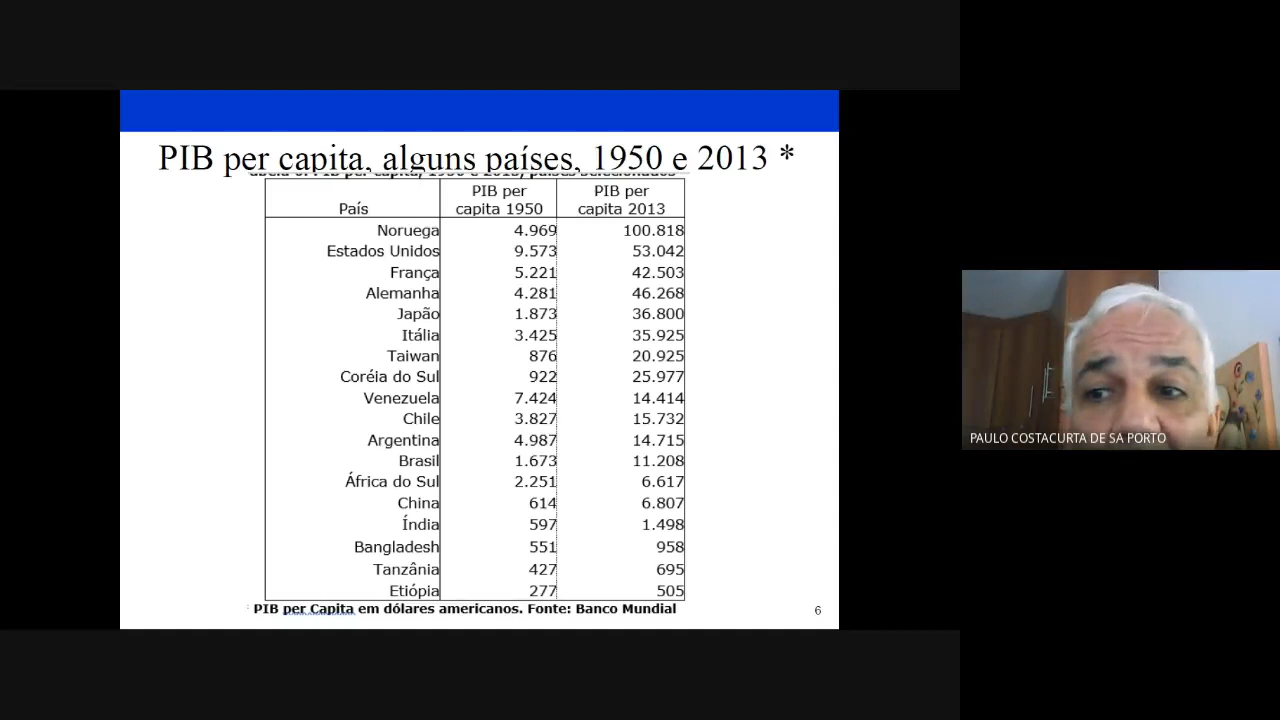 PIB per capita, alguns países, 1950 e 2013 *
País PIB per capita 1950 PIB per capita 2013
Noruega 4.969 100.818
Estados Unidos 9.573 53.042
França 5.221 42.503
Alemanha 4.281 46.268
Japão 1.873 36.800
Itália 3.425 35.925
Taiwan 876 20.925
Coréia do Sul 922 25.977
Venezuela 7.424 14.414
Chile 3.827 15.732
Argentina 4.987 14.715
Brasil 1.673 11.208
África do Sul 2.251 6.617
China 614 6.807
Índia 597 1.498
Bangladesh 551 958
Tanzânia 427 695
Etiópia 277 505
PIB per Capita em dólares americanos. Fonte: Banco Mundial
6
PAULO COSTACURTA DE SA PORTO